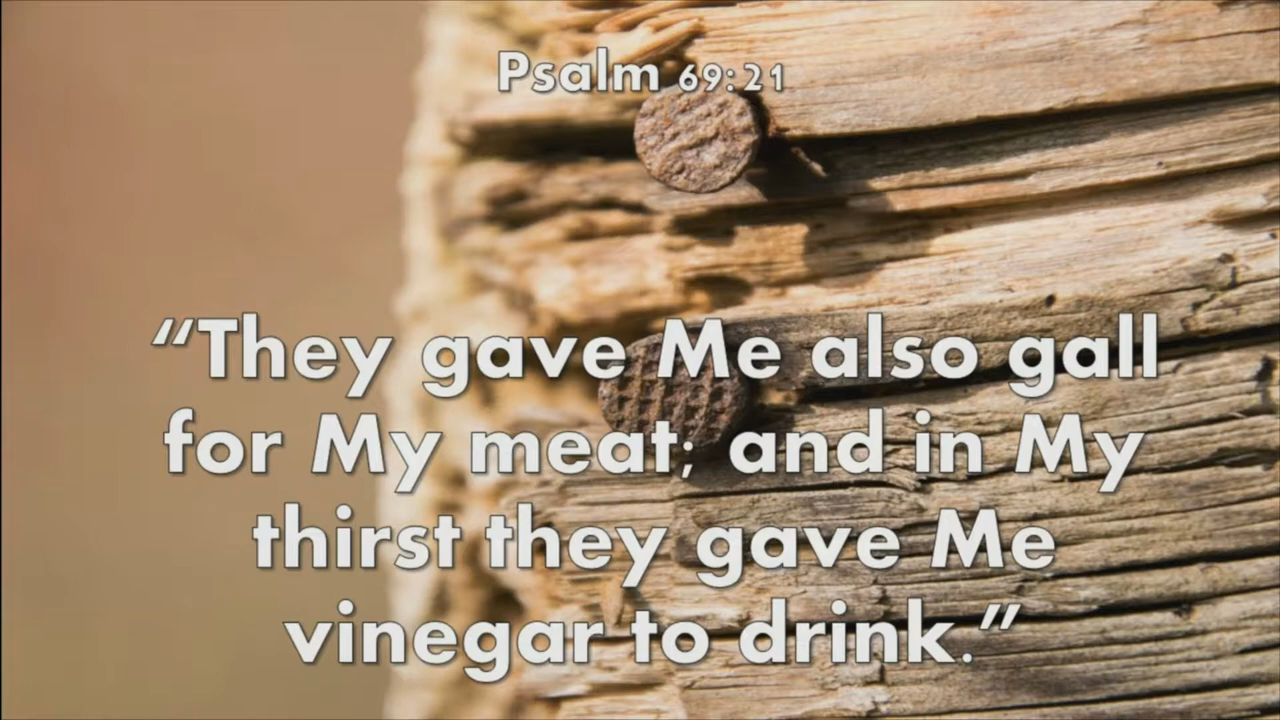 Psalm 69:21
“They gave Me also gall
for My meat; and in My
thirst they gave Me
vinegar to drink.”